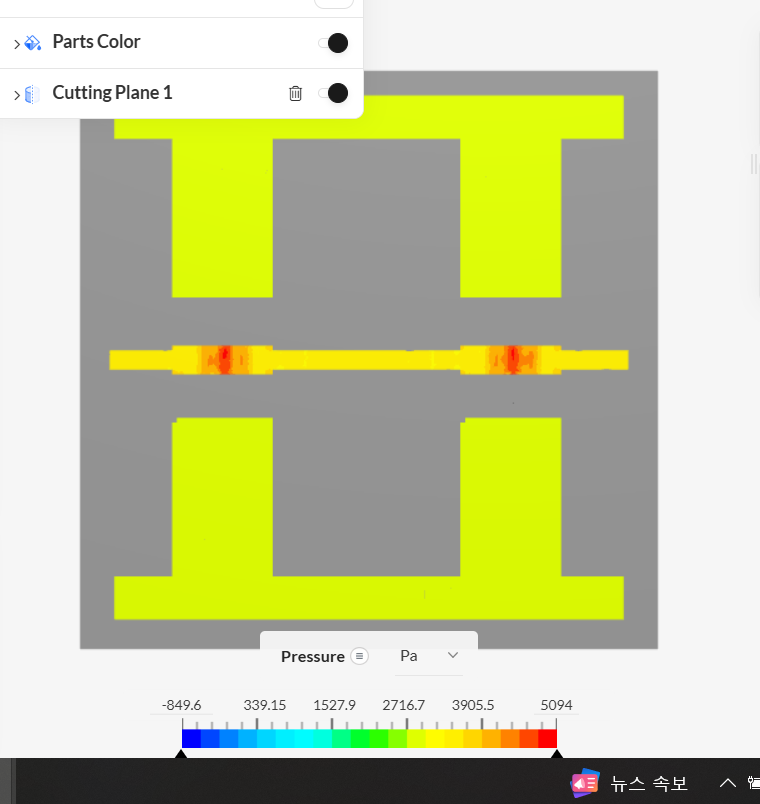 Parts Color
Cutting Plane 1
Pressure Pa
-849.6 339.15 1527.9 2716.7 3905.5 5094
뉴스 속보